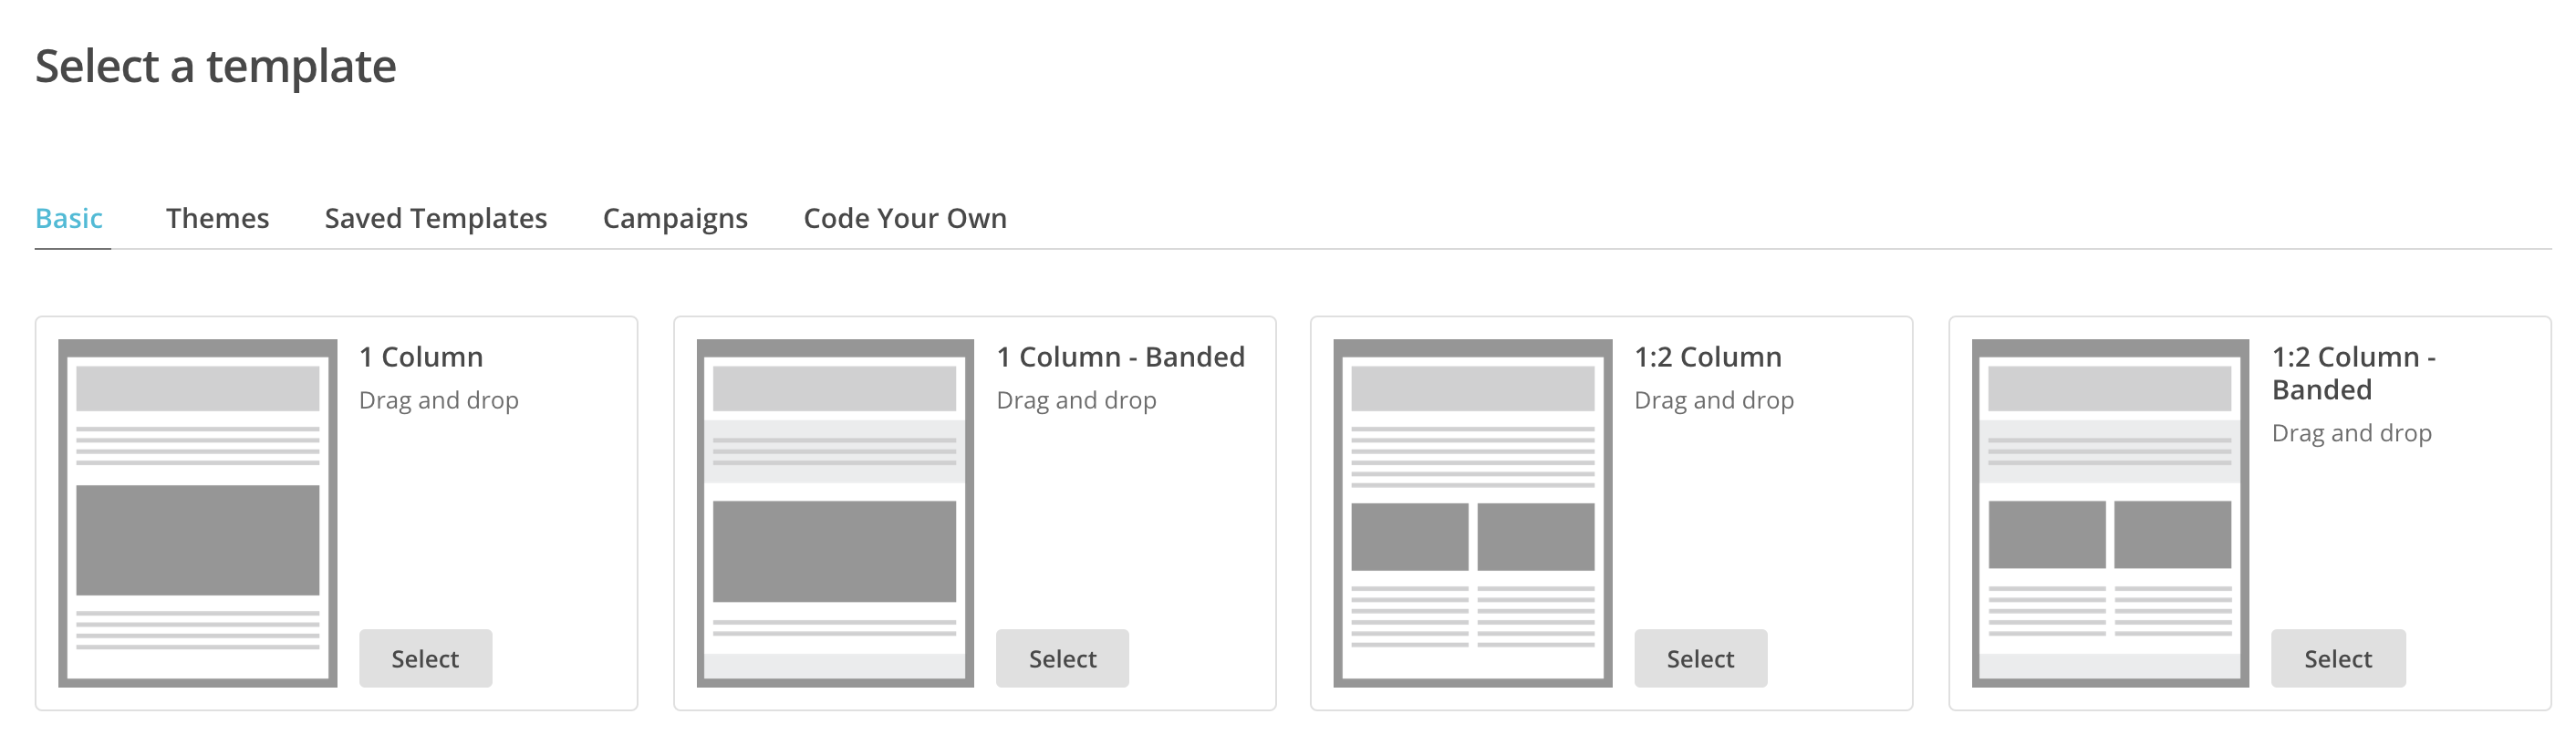 Select a template
Basic Themes Saved Templates Campaigns Code Your Own
1 Column
Drag and drop
Select
1 Column - Banded
Drag and drop
Select
1:2 Column
Drag and drop
Select
1:2 Column -
Banded
Drag and drop
Select